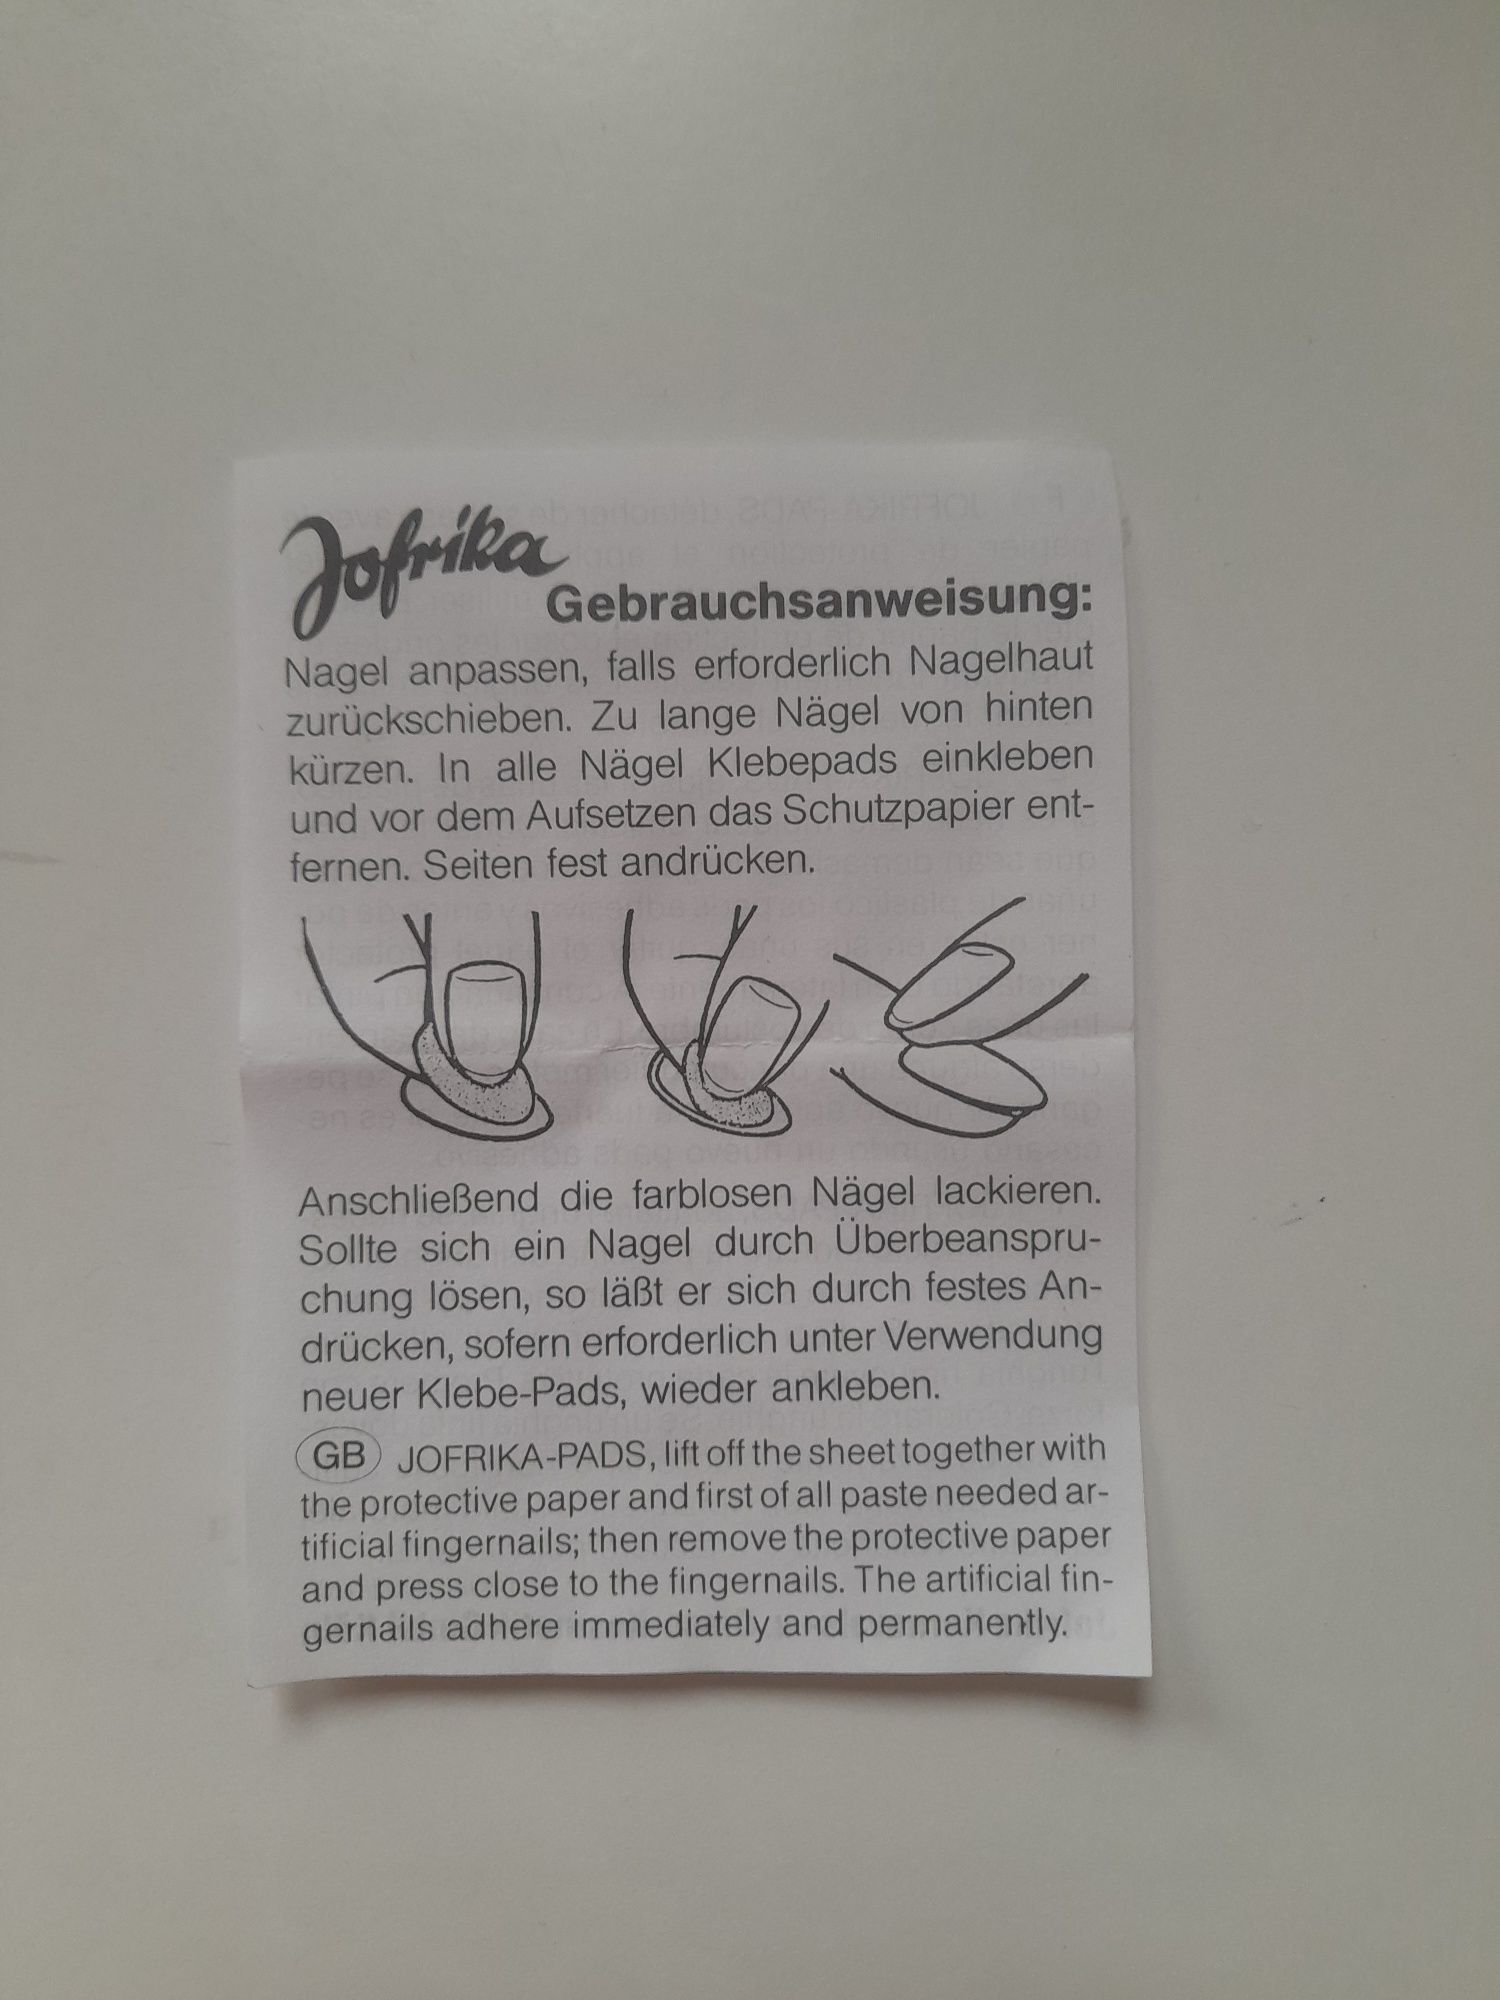 Jofrika
Gebrauchsanweisung:
Nagel anpassen, falls erforderlich Nagelhaut
zurückschieben. Zu lange Nägel von hinten
kürzen. In alle Nägel Klebepads einkleben
und vor dem Aufsetzen das Schutzpapier ent-
fernen. Seiten fest andrücken.
Anschließend die farblosen Nägel lackieren.
Sollte sich ein Nagel durch Überbeanspru-
chung lösen, so läßt er sich durch festes An-
drücken, sofern erforderlich unter Verwendung
neuer Klebe-Pads, wieder ankleben.
GB JOFRIKA-PADS, lift off the sheet together with
the protective paper and first of all paste needed ar-
tificial fingernails; then remove the protective paper
and press close to the fingernails. The artificial fin-
gernails adhere immediately and permanently.